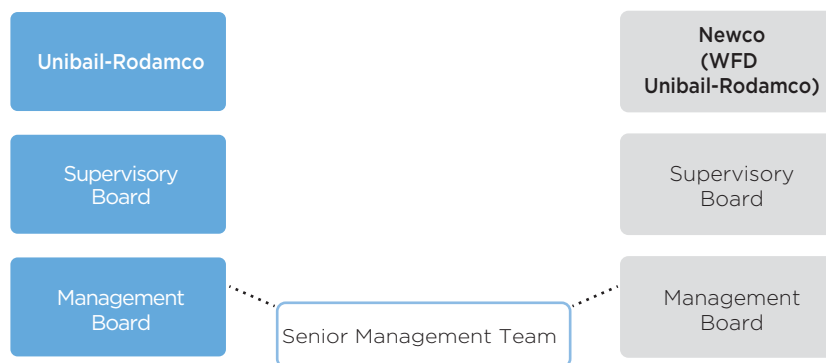 Unibail-Rodamco
Newco
(WFD
Unibail-Rodamco)
Supervisory
Board
Supervisory
Board
Management
Board
Senior Management Team
Management
Board